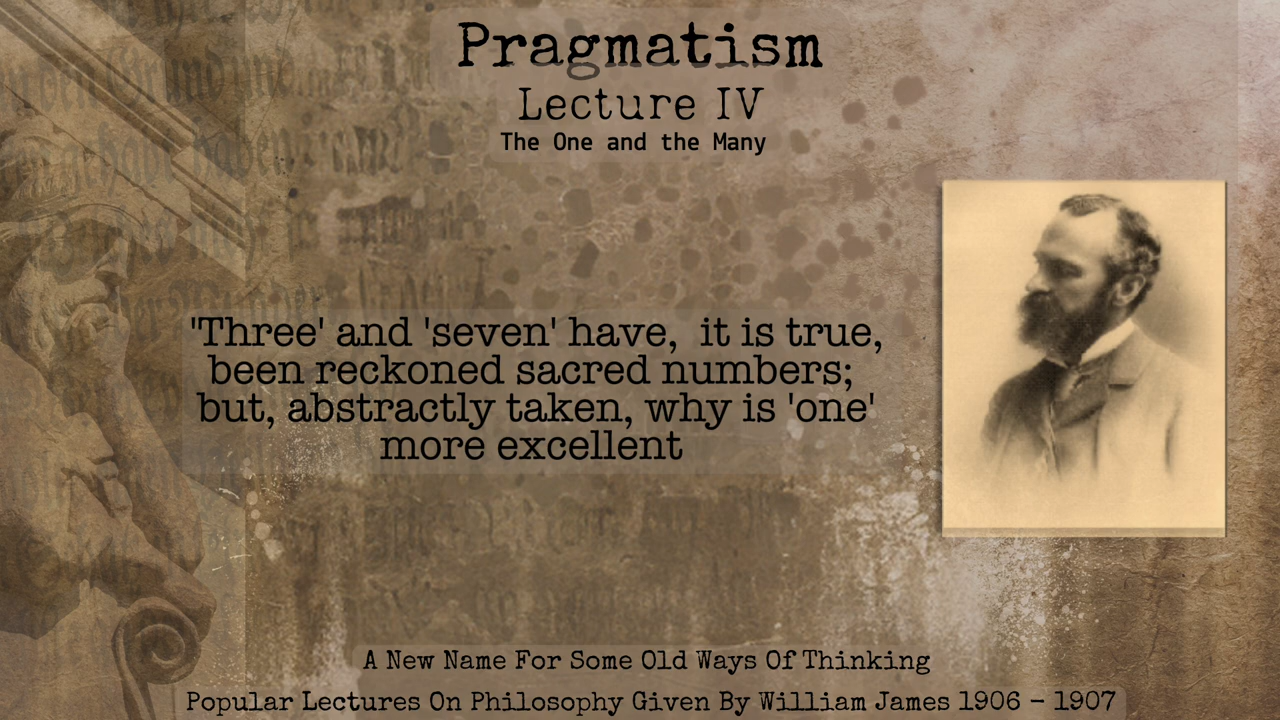 Pragmatism
Lecture IV
The One and the Many
'Three' and 'seven' have, it is true,
been reckoned sacred numbers;
but, abstractly taken, why is 'one'
more excellent
A New Name For Some Old Ways Of Thinking
Popular Lectures On Philosophy Given By William James 1906 - 1907